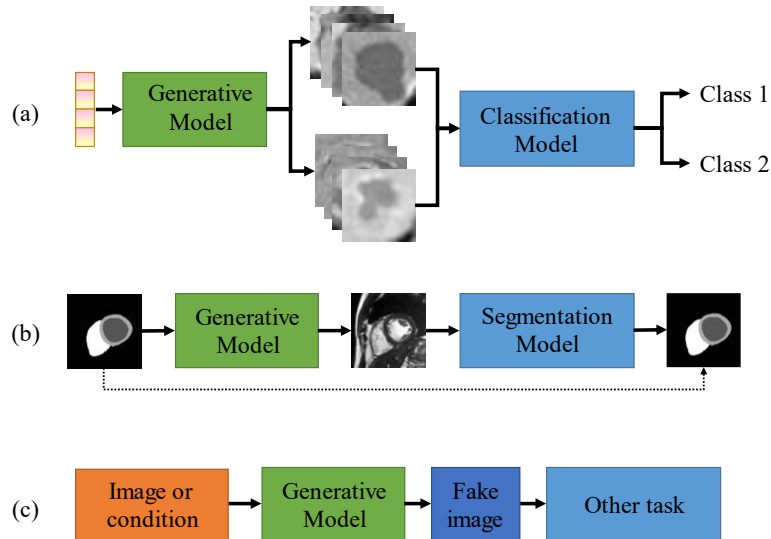 (a)
Generative
Model
Classification
Model
Class 1
Class 2
(b)
Generative
Model
Segmentation
Model
(c)
Image or
condition
Generative
Model
Fake
image
Other task